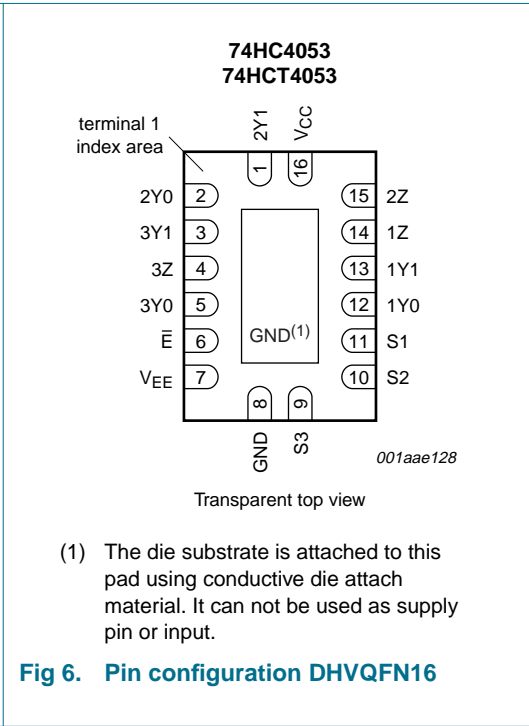 74HC4053
74HCT4053
terminal 1
index area
2Y1
VCC
1
16
2Y0 2
15 2Z
3Y1 3
14 1Z
3Z 4
13 1Y1
3Y0 5
12 1Y0
E̅ 6
GND(1)
11 S1
VEE 7
10 S2
8
9
GND
S3
001aae128
Transparent top view
(1) The die substrate is attached to this
pad using conductive die attach
material. It can not be used as supply
pin or input.
Fig 6. Pin configuration DHVQFN16